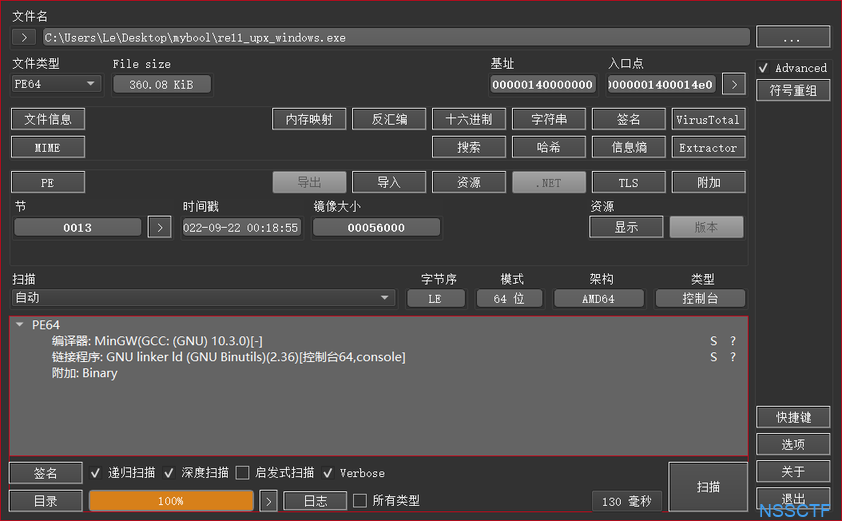 文件名
> C:\Users\Le\Desktop\mybool\re11_upx_windows.exe ...
文件类型 File size 基址 入口点 Advanced
PE64 360.08 KiB 00000140000000 0000001400014e0 > 符号重组
文件信息 内存映射 反汇编 十六进制 字符串 签名 VirusTotal
MIME 搜索 哈希 信息熵 Extractor
PE 导出 导入 资源 .NET TLS 附加
节 时间戳 镜像大小 资源
0013 > 022-09-22 00:18:55 00056000 显示 版本
扫描 字节序 模式 架构 类型
自动 LE 64 位 AMD64 控制台
PE64
编译器: MinGW(GCC: (GNU) 10.3.0)[-] S ?
链接程序: GNU linker ld (GNU Binutils)(2.36)[控制台64,console] S ?
附加: Binary
快捷键
选项
签名 递归扫描 深度扫描 启发式扫描 Verbose 扫描 关于
目录 100% > 日志 所有类型 130 毫秒 退出
NSSCTF